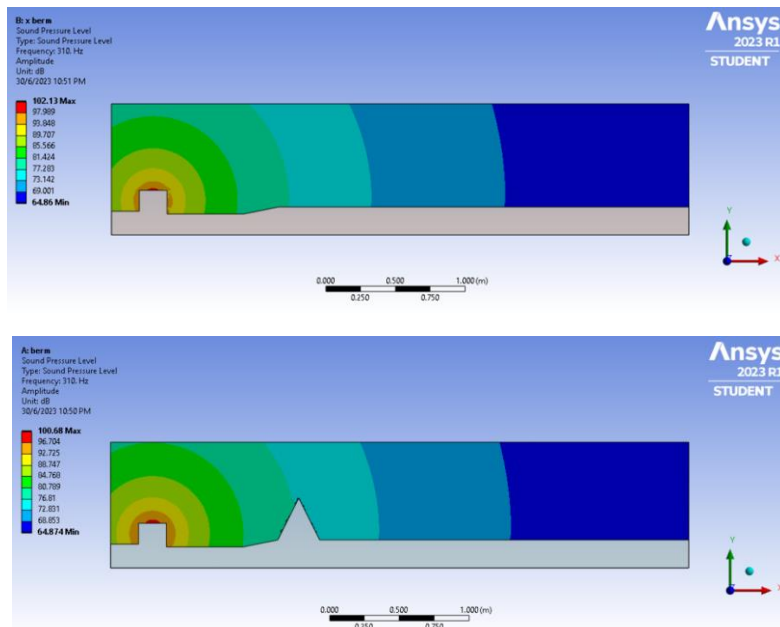 B: x berm
Sound Pressure Level
Type: Sound Pressure Level
Frequency: 310. Hz
Amplitude
Unit: dB
30/6/2023 10:51 PM
102.13 Max
97.989
93.848
89.707
85.566
81.424
77.283
73.142
69.001
64.86 Min
Ansys
2023 R1
STUDENT
Y
X
0.000
0.500
1.000 (m)
0.250
0.750
A: berm
Sound Pressure Level
Type: Sound Pressure Level
Frequency: 310. Hz
Amplitude
Unit: dB
30/6/2023 10:50 PM
100.68 Max
96.704
92.725
88.747
84.768
80.789
76.81
72.831
68.853
64.874 Min
Ansys
2023 R1
STUDENT
Y
X
0.000
0.500
1.000 (m)
0.250
0.750